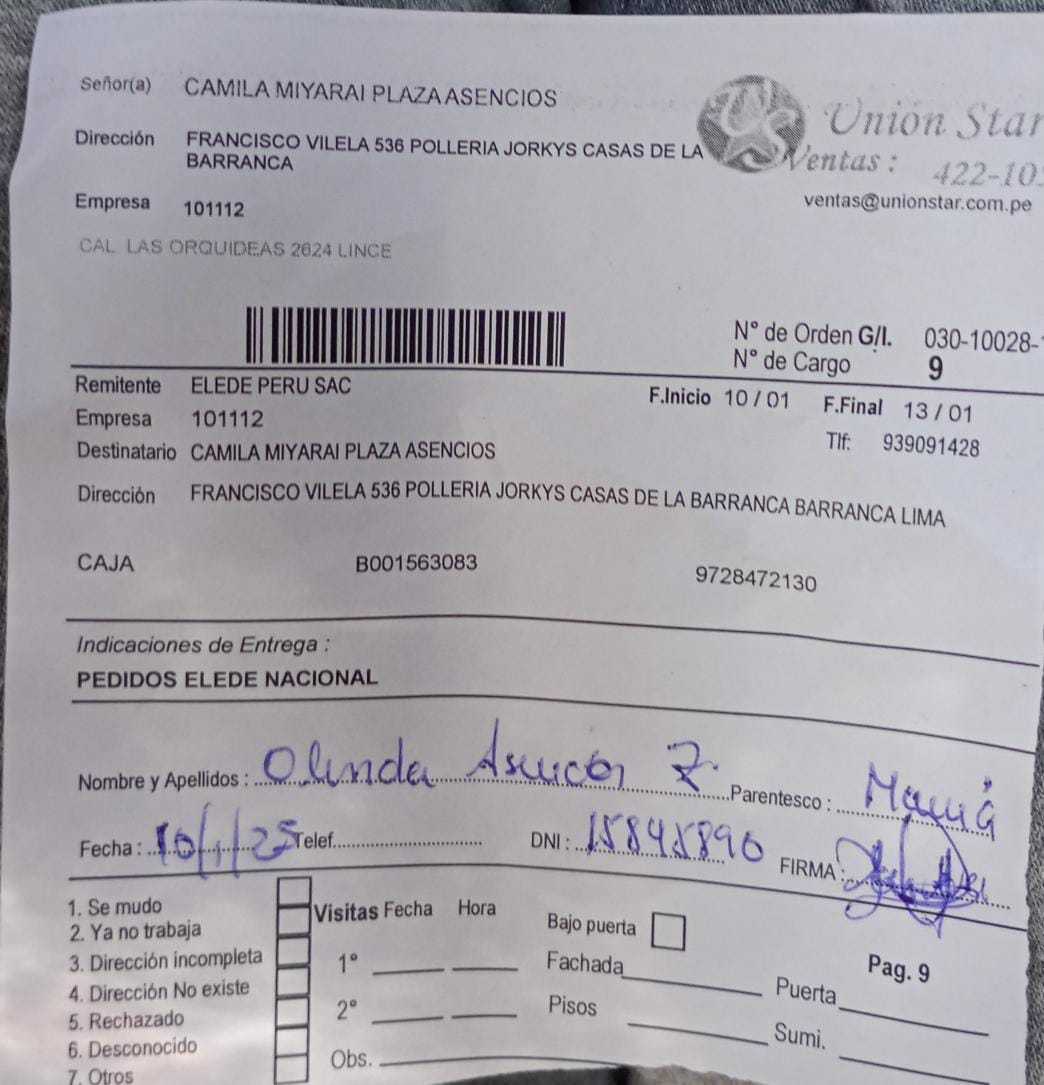 Señor(a) CAMILA MIYARAI PLAZA ASENCIOS
Unión Star
Dirección FRANCISCO VILELA 536 POLLERIA JORKYS CASAS DE LA
BARRANCA
Ventas : 422-10
ventas@unionstar.com.pe
Empresa 101112
CAL LAS ORQUIDEAS 2624 LINCE
N° de Orden G/I. 030-10028-
N° de Cargo 9
Remitente ELEDE PERU SAC
F.Inicio 10 / 01 F.Final 13 / 01
Empresa 101112
Tlf: 939091428
Destinatario CAMILA MIYARAI PLAZA ASENCIOS
Dirección FRANCISCO VILELA 536 POLLERIA JORKYS CASAS DE LA BARRANCA BARRANCA LIMA
CAJA B001563083 9728472130
Indicaciones de Entrega :
PEDIDOS ELEDE NACIONAL
Nombre y Apellidos : Olinda Asencios Z. Parentesco : Mamá
Fecha : 10/1/25 Telef. DNI : 15845890 FIRMA :
1. Se mudo
2. Ya no trabaja
3. Dirección incompleta
4. Dirección No existe
5. Rechazado
6. Desconocido
7. Otros
Visitas Fecha Hora
1°
2°
Obs.
Bajo puerta
Fachada
Pisos
Pag. 9
Puerta
Sumi.